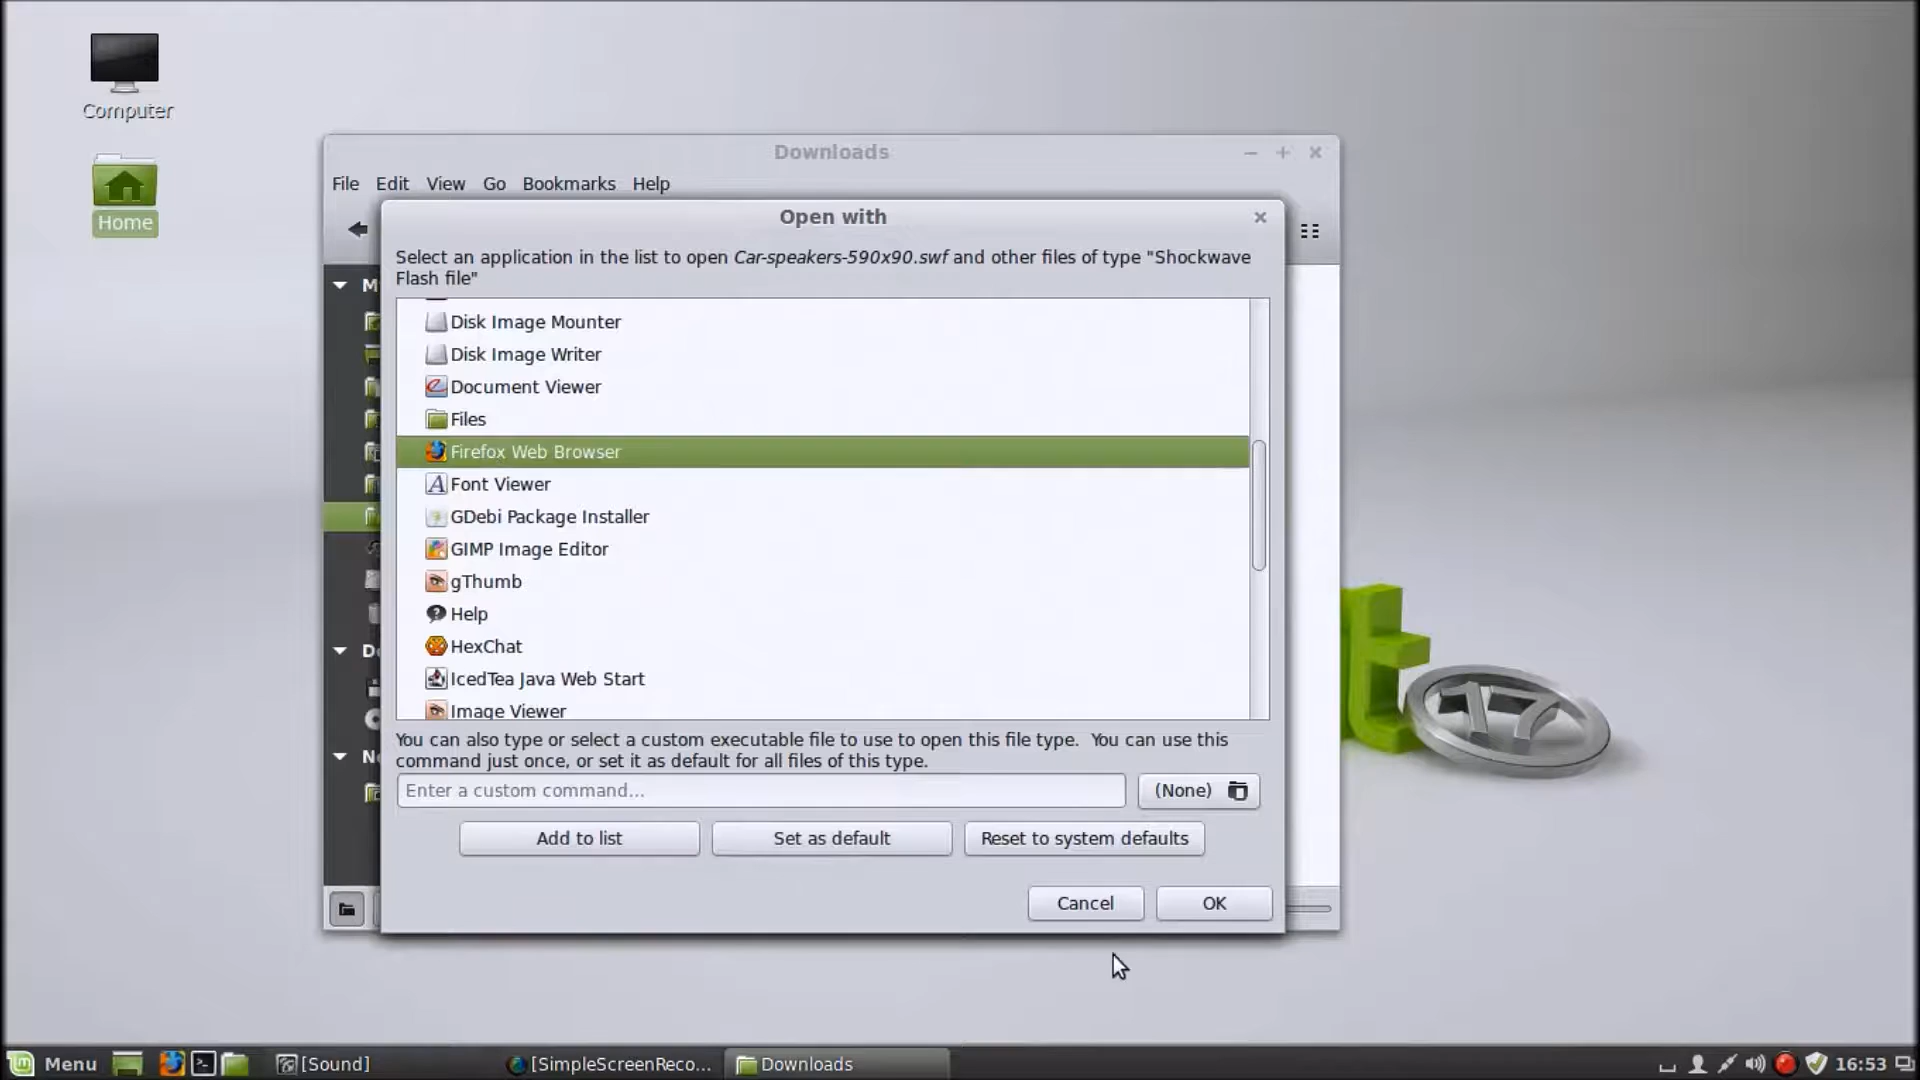 Computer
Home
Downloads
File Edit View Go Bookmarks Help
Open with
Select an application in the list to open Car-speakers-590x90.swf and other files of type "Shockwave
Flash file"
Disk Image Mounter
Disk Image Writer
Document Viewer
Files
Firefox Web Browser
Font Viewer
GDebi Package Installer
GIMP Image Editor
gThumb
Help
HexChat
IcedTea Java Web Start
Image Viewer
You can also type or select a custom executable file to use to open this file type. You can use this
command just once, or set it as default for all files of this type.
Enter a custom command...
(None)
Add to list
Set as default
Reset to system defaults
Cancel
OK
t 17
Menu
[Sound]
[SimpleScreenReco...
Downloads
16:53